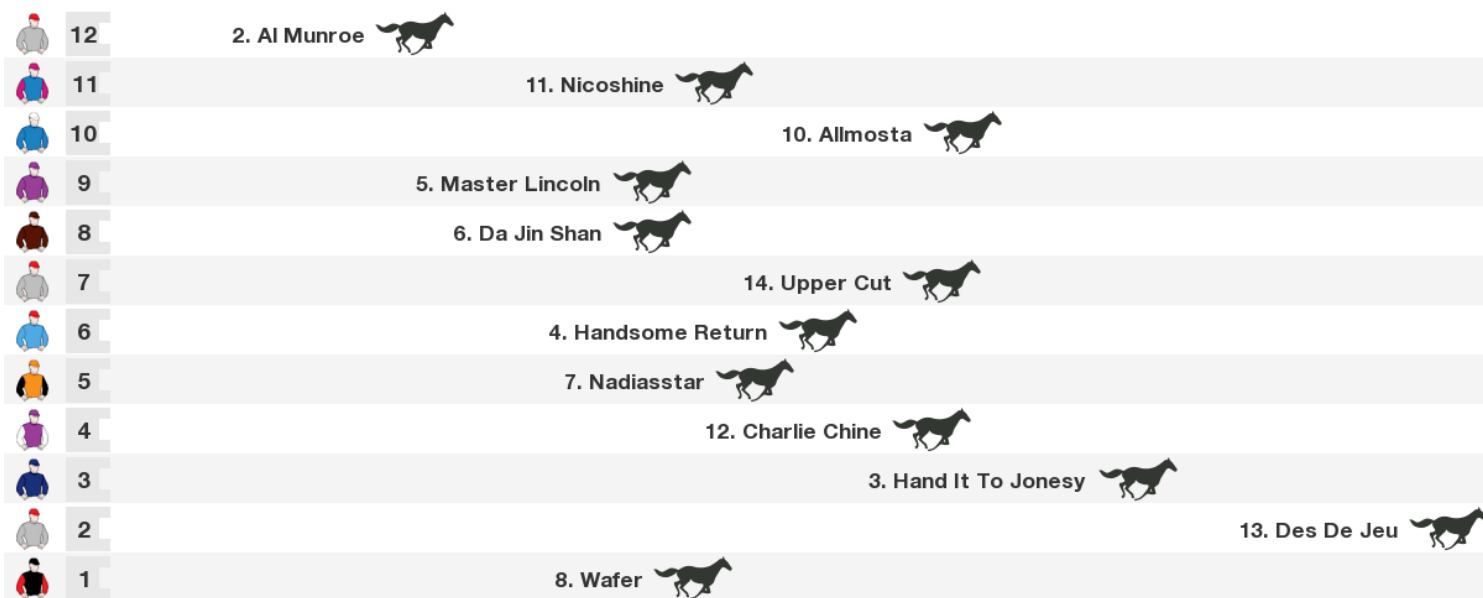 12 2. Al Munroe
11 11. Nicoshine
10 10. Allmosta
9 5. Master Lincoln
8 6. Da Jin Shan
7 14. Upper Cut
6 4. Handsome Return
5 7. Nadiasstar
4 12. Charlie Chine
3 3. Hand It To Jonesy
2 13. Des De Jeu
1 8. Wafer